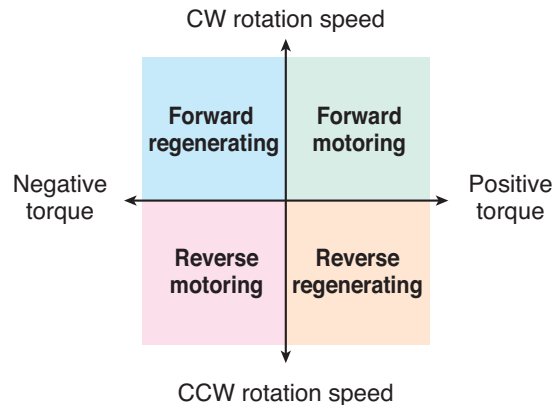 CW rotation speed
Forward
regenerating
Forward
motoring
Negative
torque
Positive
torque
Reverse
motoring
Reverse
regenerating
CCW rotation speed